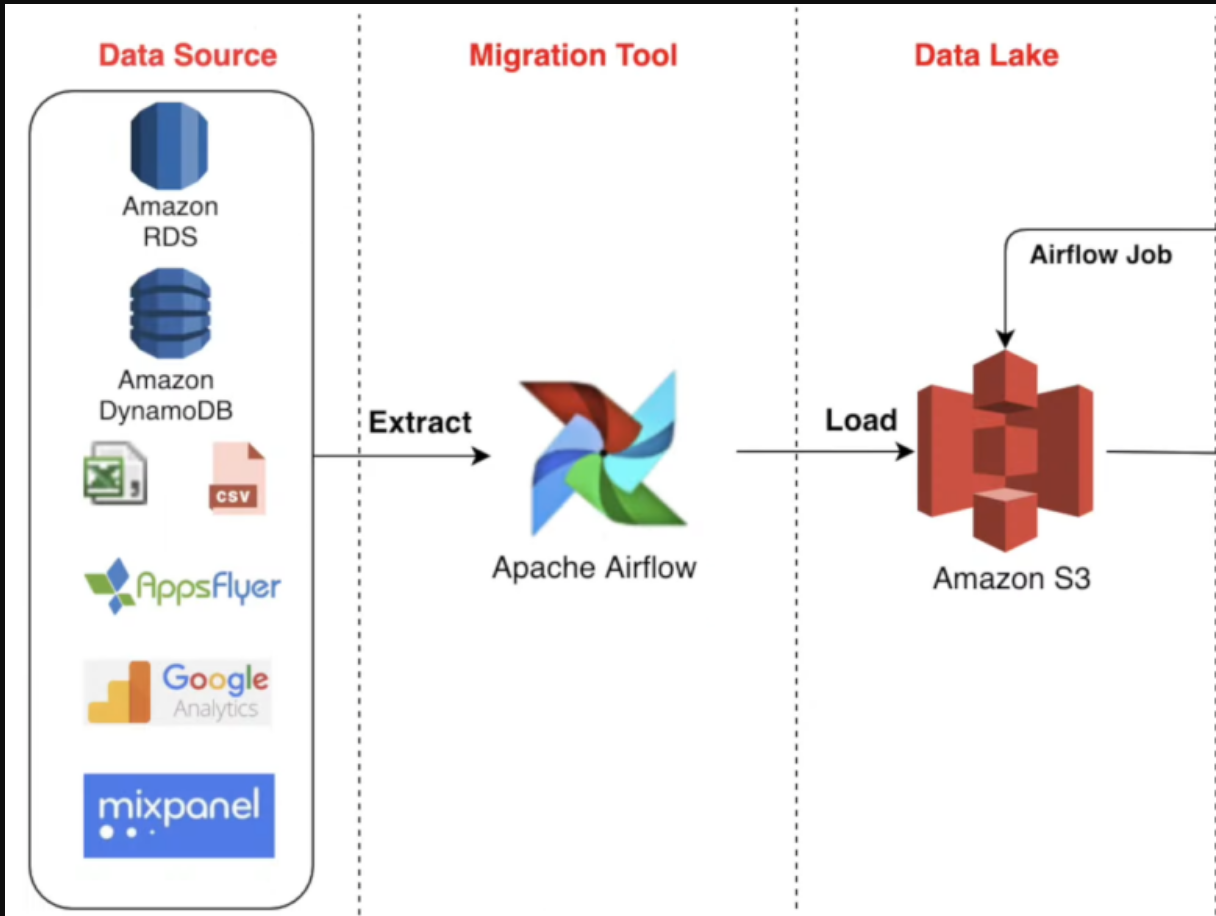 Data Source
Migration Tool
Data Lake
Amazon
RDS
Amazon
DynamoDB
X
,
CSV
AppsFlyer
Google
Analytics
mixpanel
Extract
Apache Airflow
Load
Airflow Job
Amazon S3